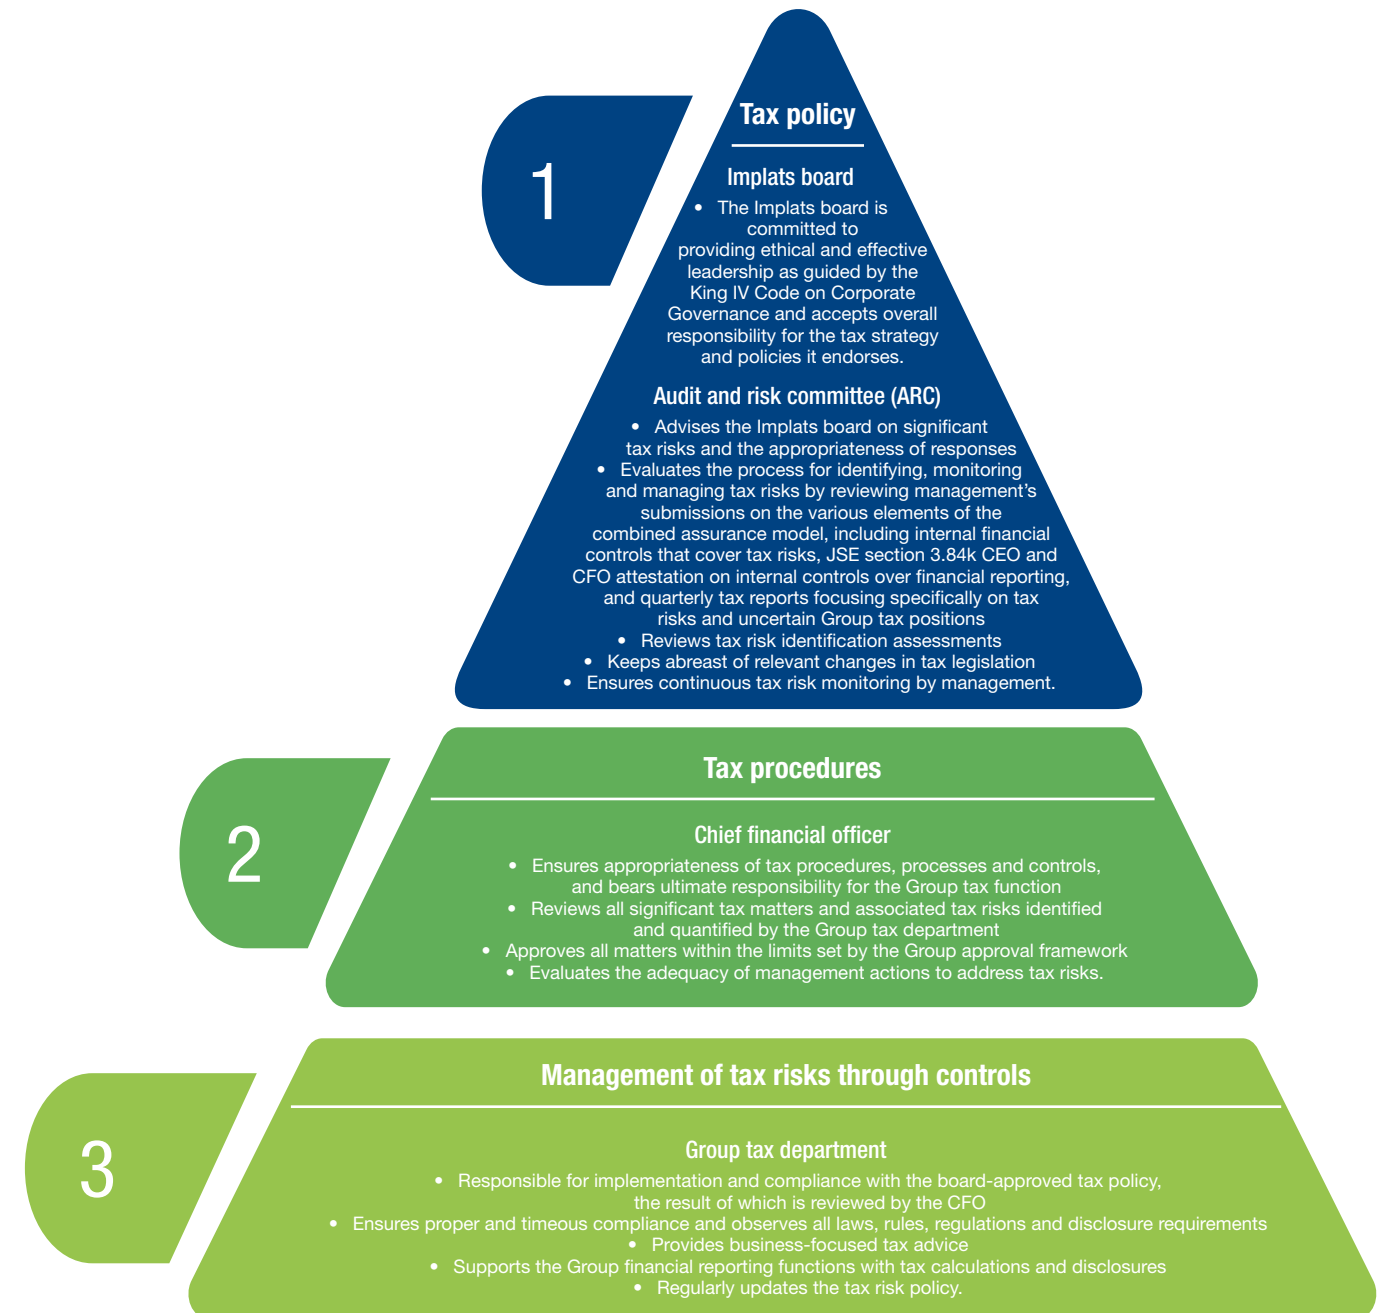 1
Tax policy
Implats board
• The Implats board is
committed to
providing ethical and effective
leadership as guided by the
King IV Code on Corporate
Governance and accepts overall
responsibility for the tax strategy
and policies it endorses.
Audit and risk committee (ARC)
• Advises the Implats board on significant
tax risks and the appropriateness of responses
• Evaluates the process for identifying, monitoring
and managing tax risks by reviewing management’s
submissions on the various elements of the
combined assurance model, including internal financial
controls that cover tax risks, JSE section 3.84k CEO and
CFO attestation on internal controls over financial reporting,
and quarterly tax reports focusing specifically on tax
risks and uncertain Group tax positions
• Reviews tax risk identification assessments
• Keeps abreast of relevant changes in tax legislation
• Ensures continuous tax risk monitoring by management.
2
Tax procedures
Chief financial officer
• Ensures appropriateness of tax procedures, processes and controls,
and bears ultimate responsibility for the Group tax function
• Reviews all significant tax matters and associated tax risks identified
and quantified by the Group tax department
• Approves all matters within the limits set by the Group approval framework
• Evaluates the adequacy of management actions to address tax risks.
3
Management of tax risks through controls
Group tax department
• Responsible for implementation and compliance with the board-approved tax policy,
the result of which is reviewed by the CFO
• Ensures proper and timeous compliance and observes all laws, rules, regulations and disclosure requirements
• Provides business-focused tax advice
• Supports the Group financial reporting functions with tax calculations and disclosures
• Regularly updates the tax risk policy.